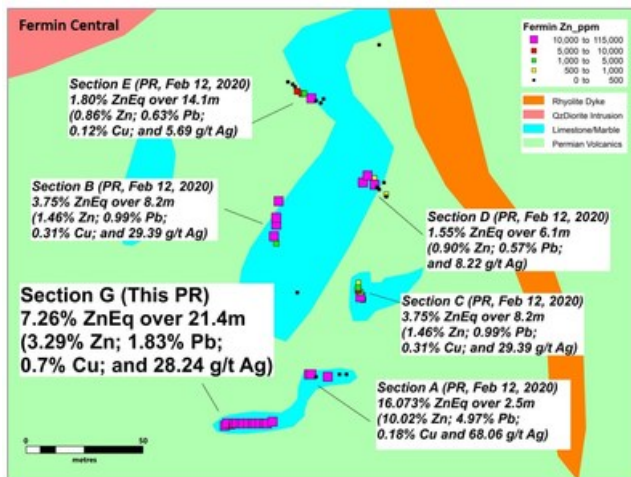 Fermin Central
Fermin Zn_ppm
10,000 to 115,000
5,000 to 10,000
1,000 to 5,000
500 to 1,000
0 to 500
Rhyolite Dyke
QzDiorite Intrusion
Limestone/Marble
Permian Volcanics
Section E (PR, Feb 12, 2020)
1.80% ZnEq over 14.1m
(0.86% Zn; 0.63% Pb;
0.12% Cu; and 5.69 g/t Ag)
Section B (PR, Feb 12, 2020)
3.75% ZnEq over 8.2m
(1.46% Zn; 0.99% Pb;
0.31% Cu; and 29.39 g/t Ag)
Section D (PR, Feb 12, 2020)
1.55% ZnEq over 6.1m
(0.90% Zn; 0.57% Pb;
and 8.22 g/t Ag)
Section G (This PR)
7.26% ZnEq over 21.4m
(3.29% Zn; 1.83% Pb;
0.7% Cu; and 28.24 g/t Ag)
Section C (PR, Feb 12, 2020)
3.75% ZnEq over 8.2m
(1.46% Zn; 0.99% Pb;
0.31% Cu; and 29.39 g/t Ag)
Section A (PR, Feb 12, 2020)
16.073% ZnEq over 2.5m
(10.02% Zn; 4.97% Pb;
0.18% Cu and 68.06 g/t Ag)
0 50
metres